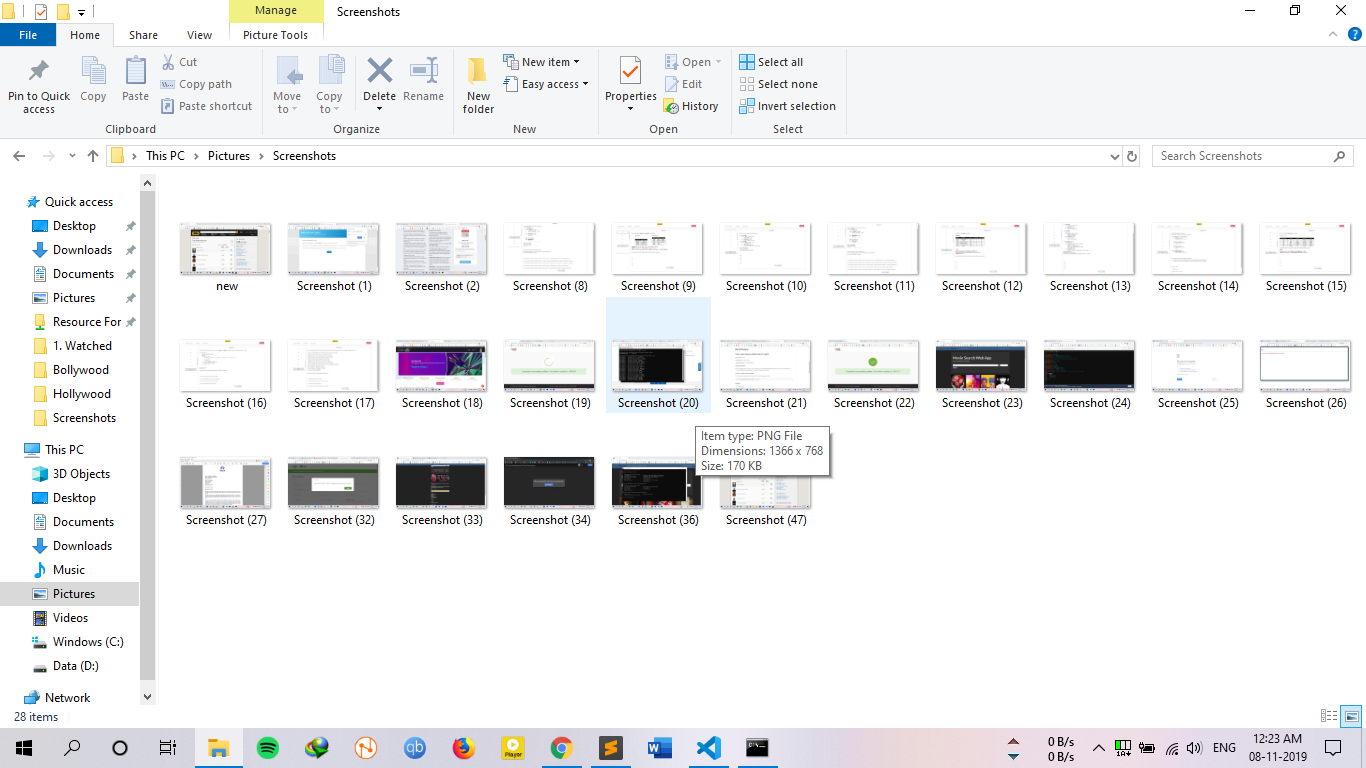 Manage
Screenshots
File
Home
Share
View
Picture Tools
Pin to Quick access
Copy
Paste
Cut
Copy path
Paste shortcut
Clipboard
Move to
Copy to
Delete
Rename
Organize
New folder
New item
Easy access
New
Properties
Open
Edit
History
Open
Select all
Select none
Invert selection
Select
This PC
Pictures
Screenshots
Search Screenshots
Quick access
Desktop
Downloads
Documents
Pictures
Resource For
1. Watched
Bollywood
Hollywood
Screenshots
This PC
3D Objects
Desktop
Documents
Downloads
Music
Pictures
Videos
Windows (C:)
Data (D:)
Network
new
Screenshot (1)
Screenshot (2)
Screenshot (8)
Screenshot (9)
Screenshot (10)
Screenshot (11)
Screenshot (12)
Screenshot (13)
Screenshot (14)
Screenshot (15)
Screenshot (16)
Screenshot (17)
Screenshot (18)
Screenshot (19)
Screenshot (20)
Screenshot (21)
Screenshot (22)
Movie Search Web App
Screenshot (23)
Screenshot (24)
Screenshot (25)
Screenshot (26)
Item type: PNG File
Dimensions: 1366 x 768
Size: 170 KB
Screenshot (27)
Screenshot (32)
Screenshot (33)
Screenshot (34)
Screenshot (36)
Screenshot (47)
28 items
qb
Player
0 B/s
0 B/s
ENG
12:23 AM
08-11-2019